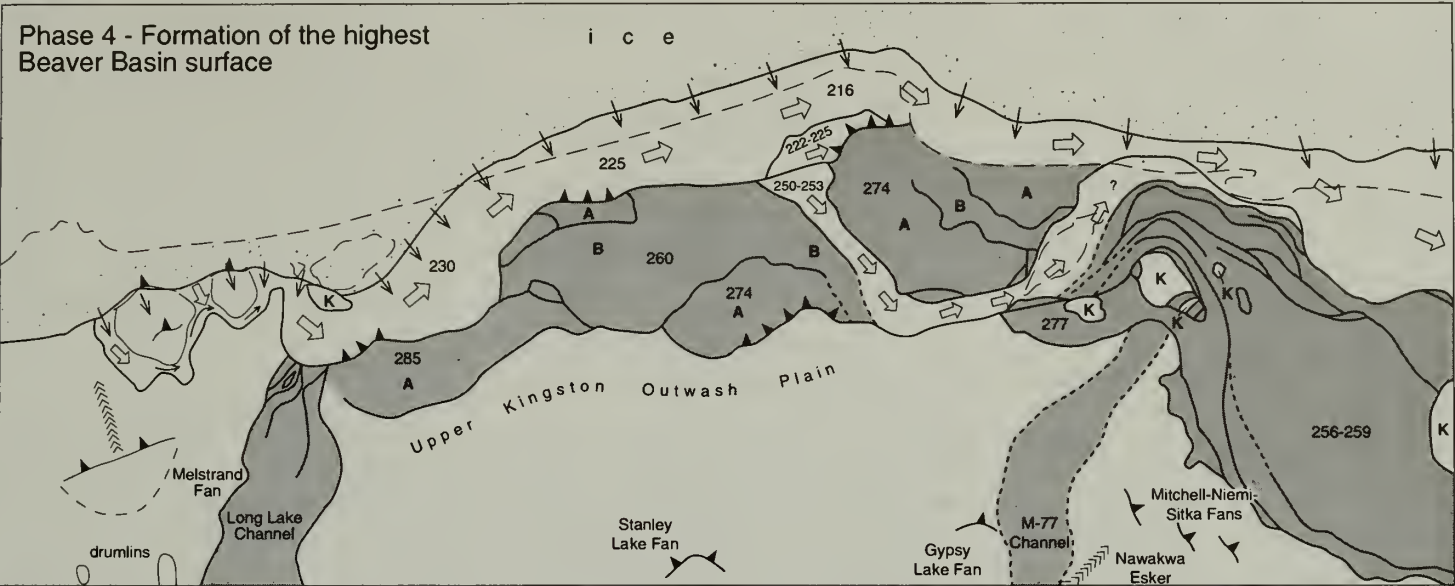 Phase 4 - Formation of the highest
Beaver Basin surface
ice
216
222-225
225
250-253
274
A
B
A
?
230
K
A
B
260
B
274
A
285
A
277
K
K
K
K
256-259
K
Upper Kingston Outwash Plain
Melstrand
Fan
Long Lake
Channel
drumlins
Stanley
Lake Fan
Gypsy
Lake Fan
M-77
Channel
Nawakwa
Esker
Mitchell-Niemi-
Sitka Fans